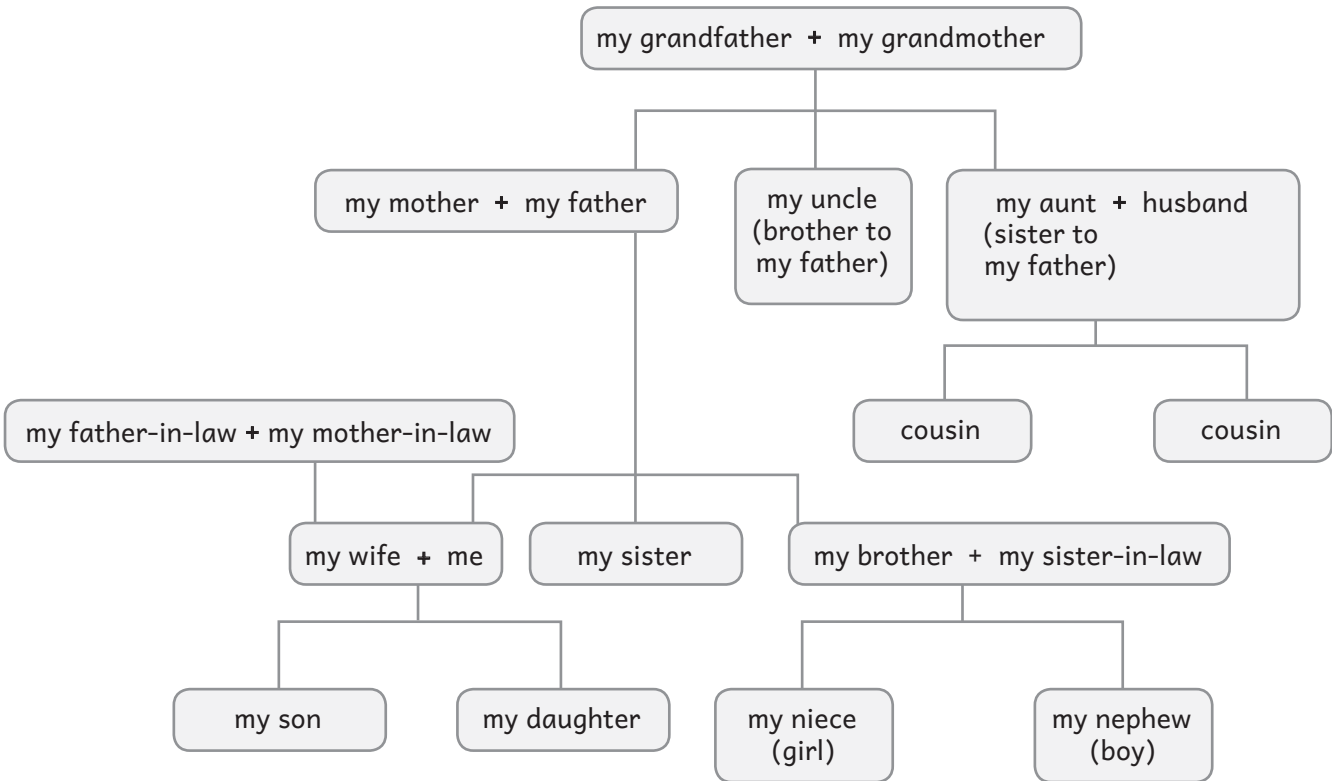 my grandfather + my grandmother
my mother + my father
my uncle
(brother to
my father)
my aunt + husband
(sister to
my father)
cousin
cousin
my father-in-law + my mother-in-law
my wife + me
my sister
my brother + my sister-in-law
my son
my daughter
my niece
(girl)
my nephew
(boy)